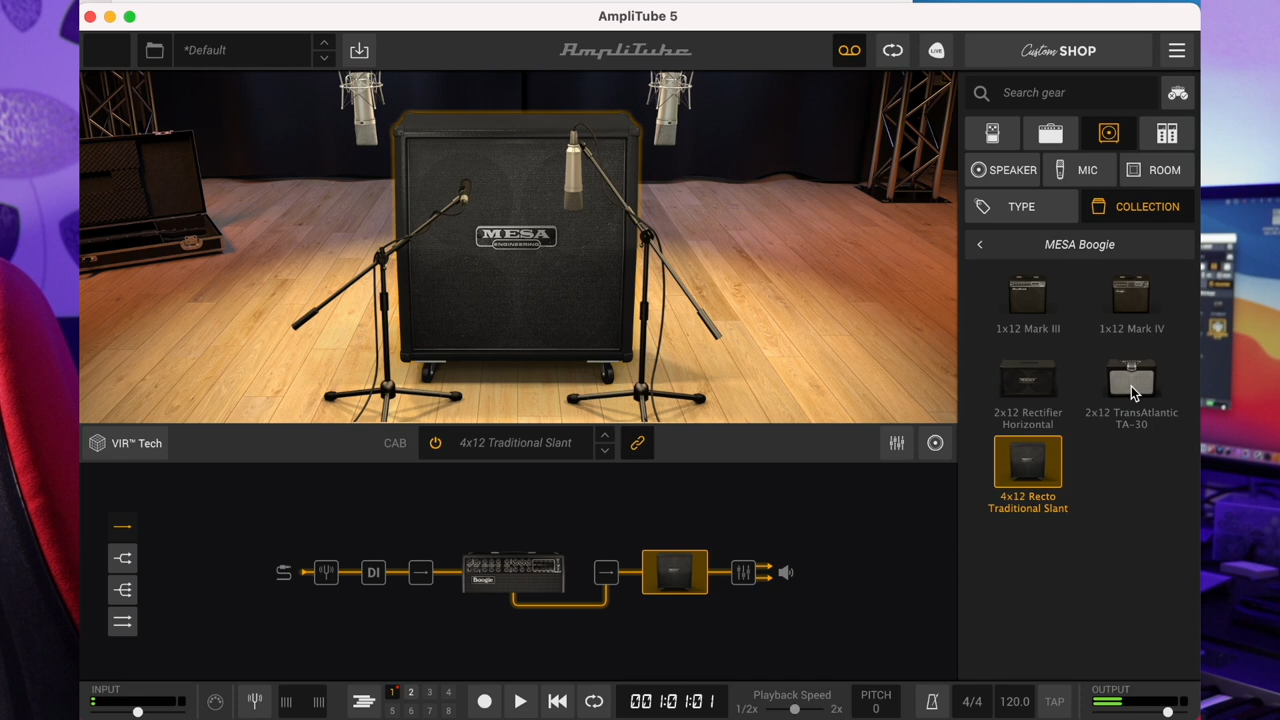 AmpliTube 5
*Default
AmpliTube
LIVE
Custom SHOP
Search gear
SPEAKER
MIC
ROOM
TYPE
COLLECTION
MESA Boogie
1x12 Mark III
1x12 Mark IV
2x12 Rectifier
Horizontal
2x12 TransAtlantic
TA-30
4x12 Recto
Traditional Slant
MESA
ENGINEERING
VIR™ Tech
CAB
4x12 Traditional Slant
DI
Boogie
INPUT
1 2 3 4
5 6 7 8
00 1:0 1:01
Playback Speed
1/2x
2x
PITCH
0
4/4
120.0
TAP
OUTPUT